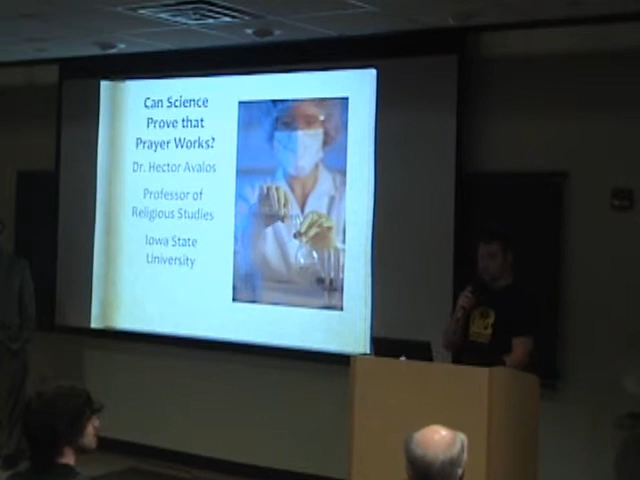 Can Science
Prove that
Prayer Works?
Dr. Hector Avalos
Professor of
Religious Studies
Iowa State
University